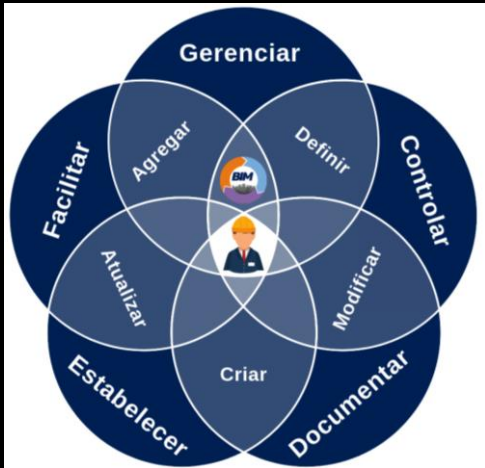 Gerenciar
Agregar
Definir
Facilitar
Controlar
BIM
Atualizar
Modificar
Criar
Estabelecer
Documentar